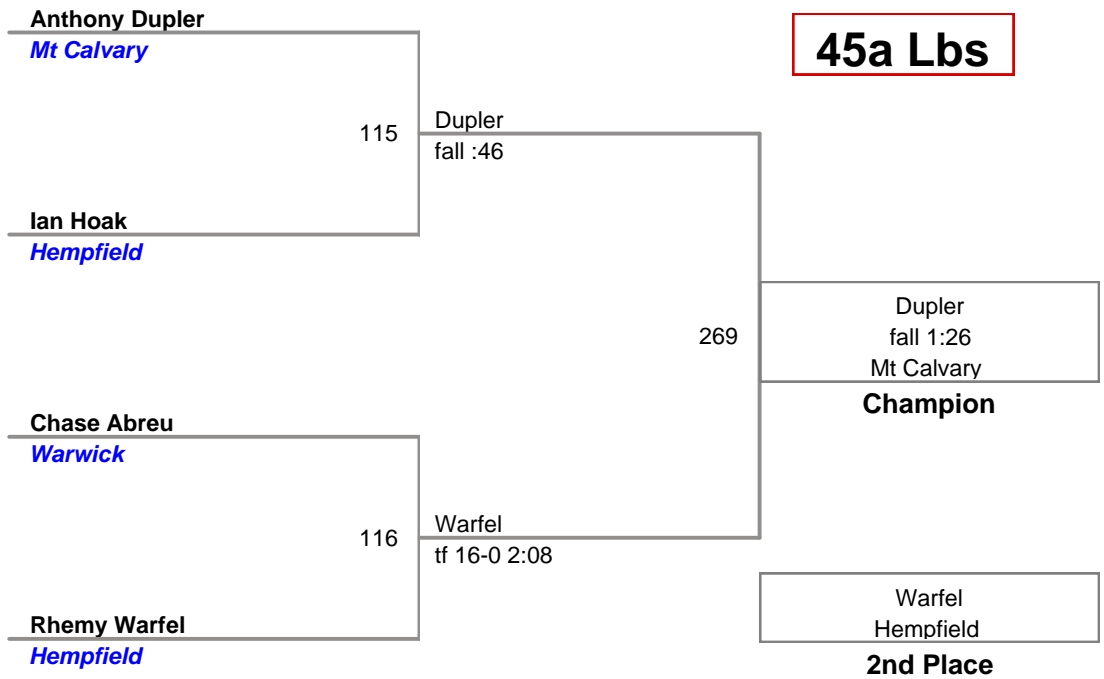 Anthony Dupler
Mt Calvary
45a Lbs
115
Dupler
fall :46
Ian Hoak
Hempfield
269
Dupler
fall 1:26
Mt Calvary
Champion
Chase Abreu
Warwick
116
Warfel
tf 16-0 2:08
Rhemy Warfel
Hempfield
Warfel
Hempfield
2nd Place